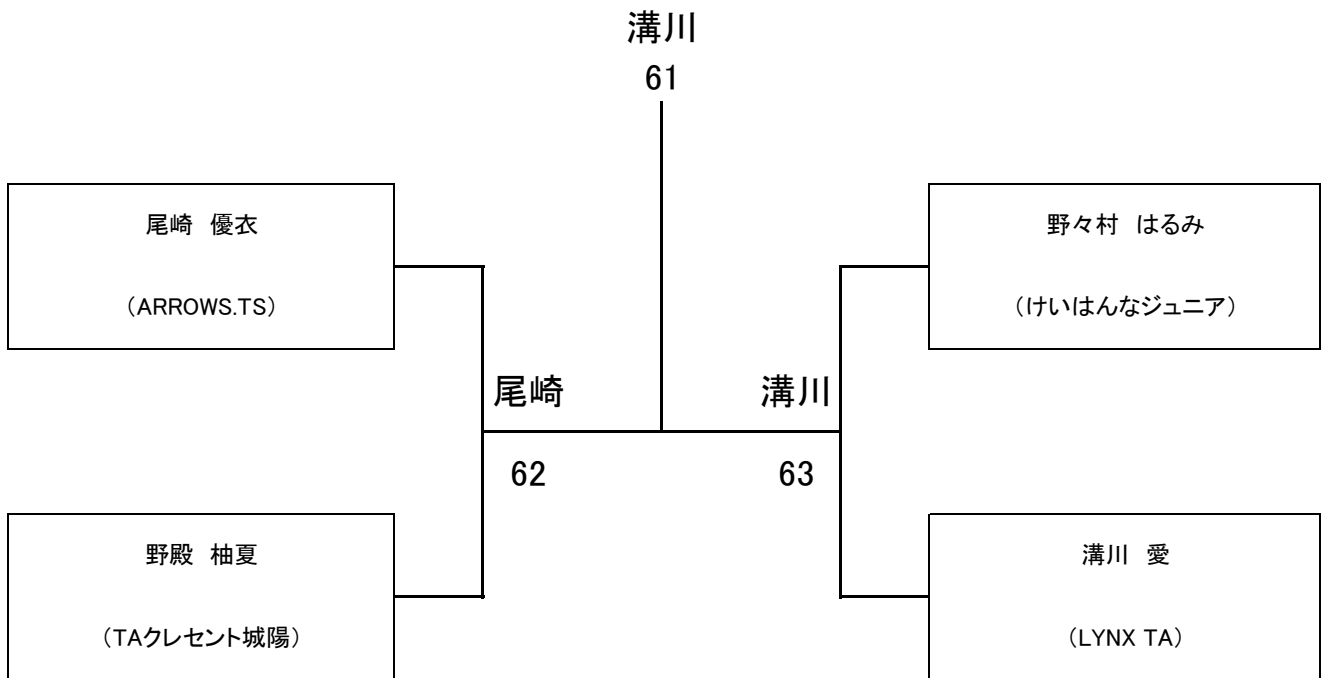 溝川
61
尾崎　優衣
（ARROWS.TS）
野々村　はるみ
（けいはんなジュニア）
尾崎
溝川
62
63
野殿　柚夏
（TAクレセント城陽）
溝川　愛
（LYNX TA）